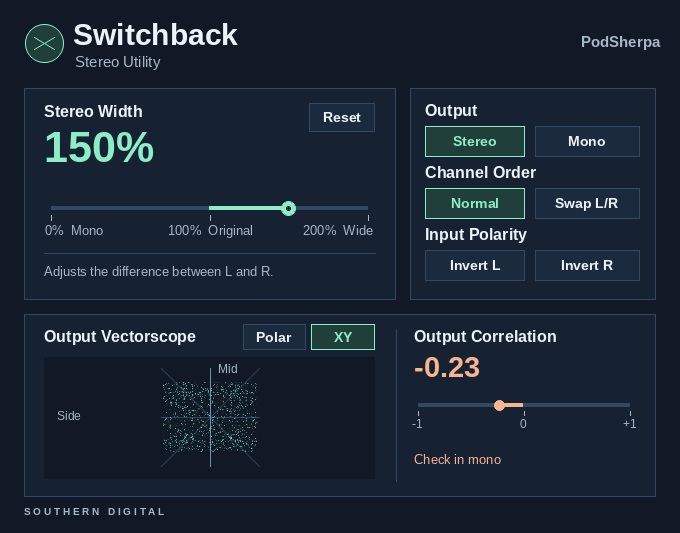 Switchback
Stereo Utility
PodSherpa
Stereo Width
Reset
150%
0% Mono
100% Original
200% Wide
Adjusts the difference between L and R.
Output
Stereo
Mono
Channel Order
Normal
Swap L/R
Input Polarity
Invert L
Invert R
Output Vectorscope
Polar
XY
Mid
Side
Output Correlation
-0.23
-1
0
+1
Check in mono
SOUTHERN DIGITAL